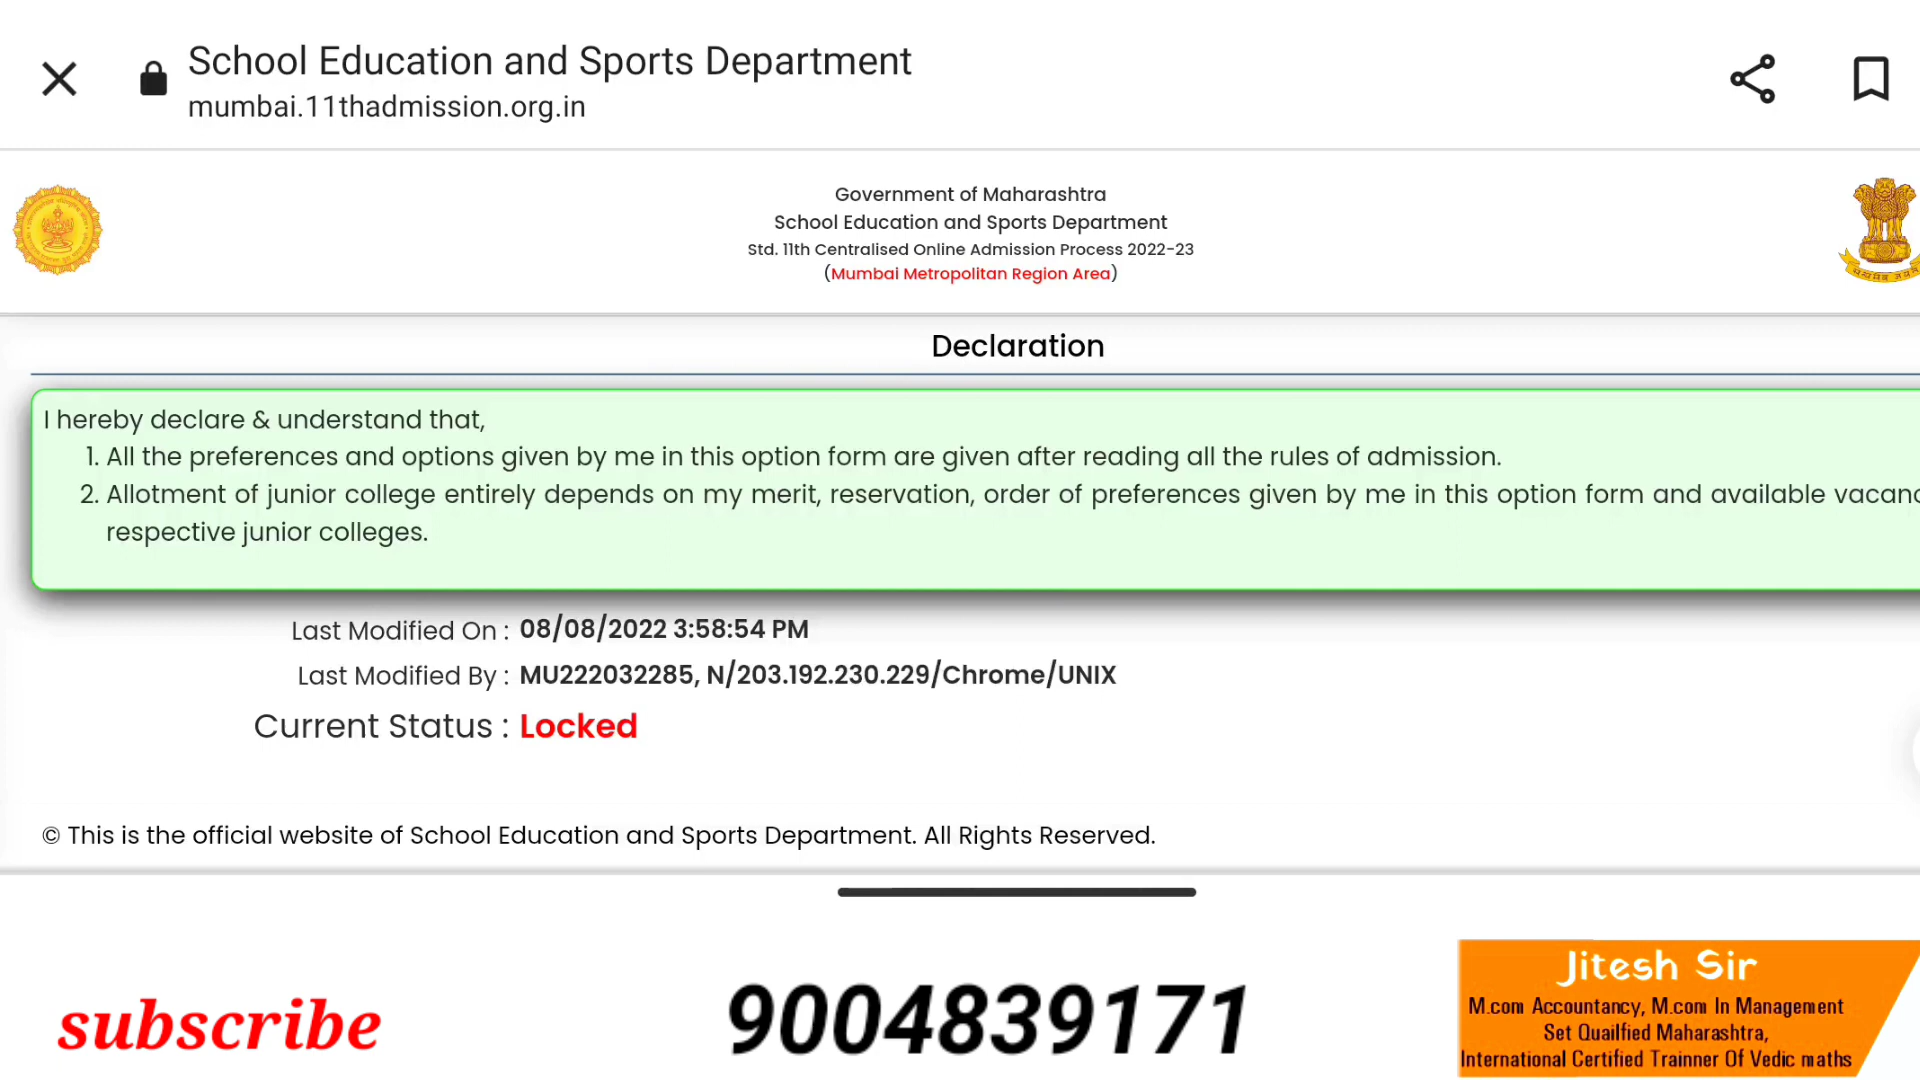 School Education and Sports Department
mumbai.11thadmission.org.in
Government of Maharashtra
School Education and Sports Department
Std. 11th Centralised Online Admission Process 2022-23
(Mumbai Metropolitan Region Area)
Declaration
I hereby declare & understand that,
1. All the preferences and options given by me in this option form are given after reading all the rules of admission.
2. Allotment of junior college entirely depends on my merit, reservation, order of preferences given by me in this option form and available
respective junior colleges.
Last Modified On : 08/08/2022 3:58:54 PM
Last Modified By : MU222032285, N/203.192.230.229/Chrome/UNIX
Current Status : Locked
© This is the official website of School Education and Sports Department. All Rights Reserved.
subscribe
9004839171
Jitesh Sir
M.com Accountancy, M.com In Management
Set Quailfied Maharashtra,
International Certified Trainner Of Vedic maths